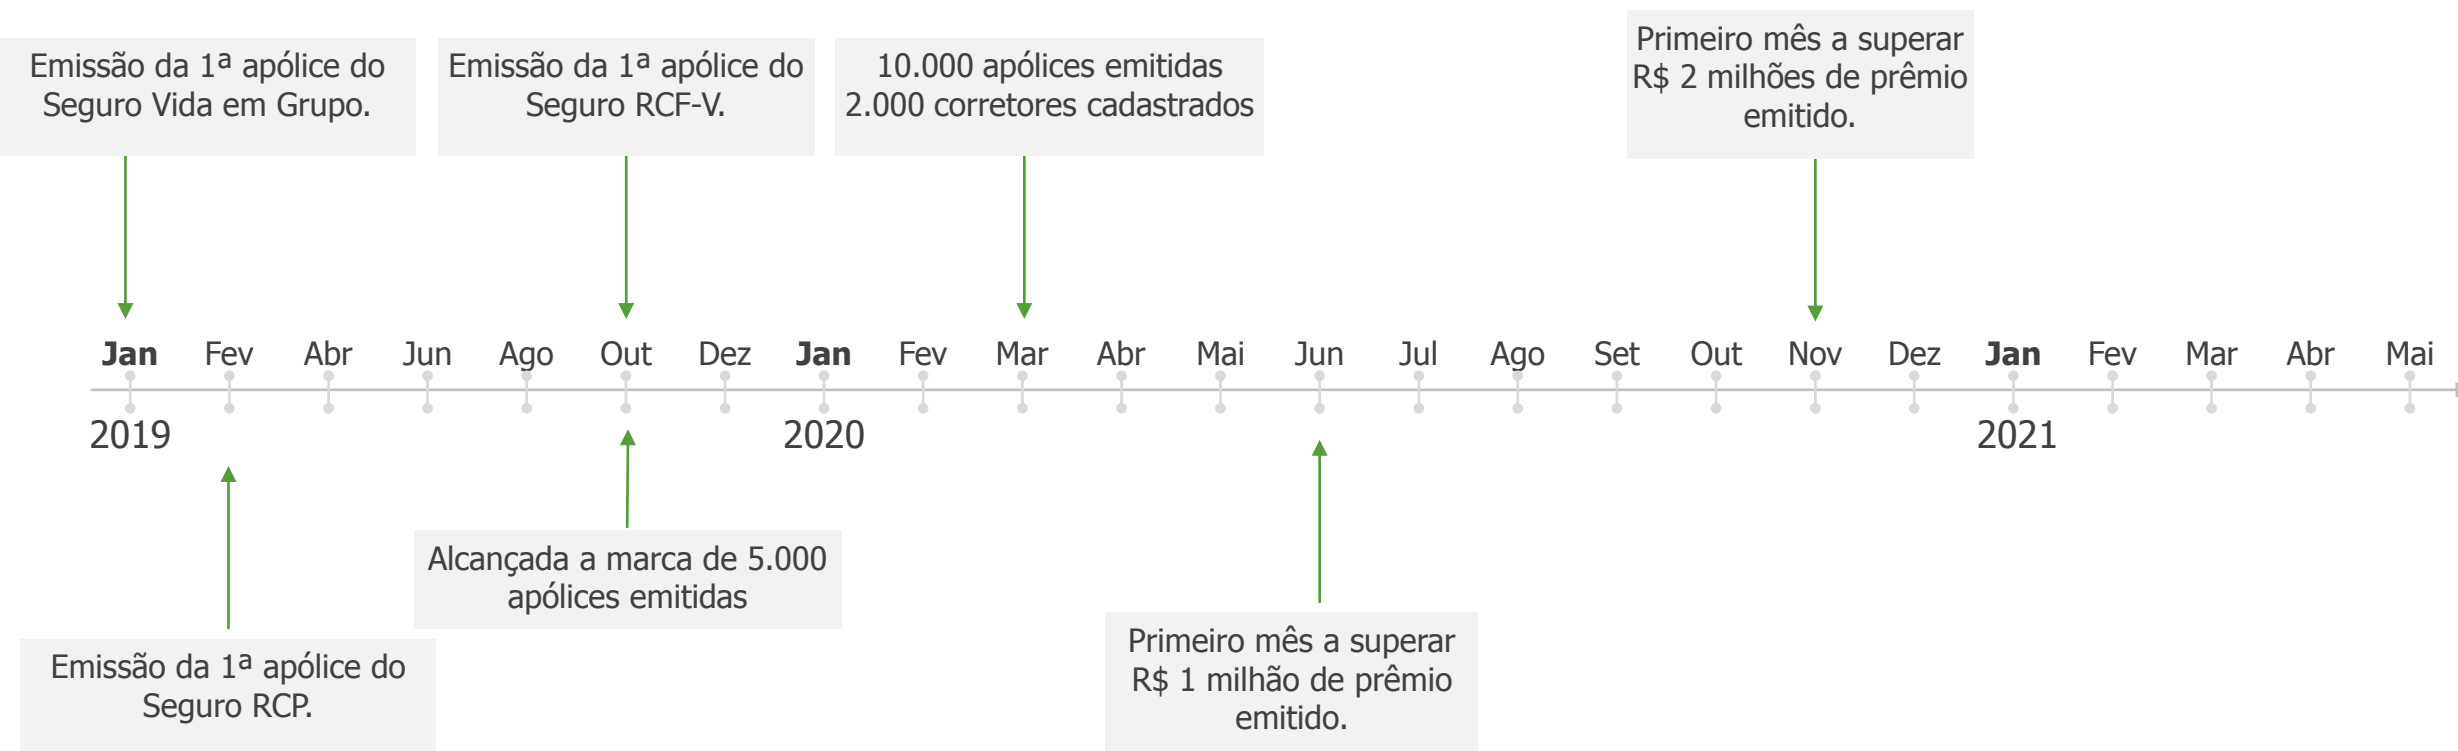 Emissão da 1ª apólice do
Seguro Vida em Grupo.
Emissão da 1ª apólice do
Seguro RCF-V.
10.000 apólices emitidas
2.000 corretores cadastrados
Primeiro mês a superar
R$ 2 milhões de prêmio
emitido.
Jan Fev Abr Jun Ago Out Dez Jan Fev Mar Abr Mai Jun Jul Ago Set Out Nov Dez Jan Fev Mar Abr Mai
2019 2020 2021
Alcançada a marca de 5.000
apólices emitidas
Emissão da 1ª apólice do
Seguro RCP.
Primeiro mês a superar
R$ 1 milhão de prêmio
emitido.